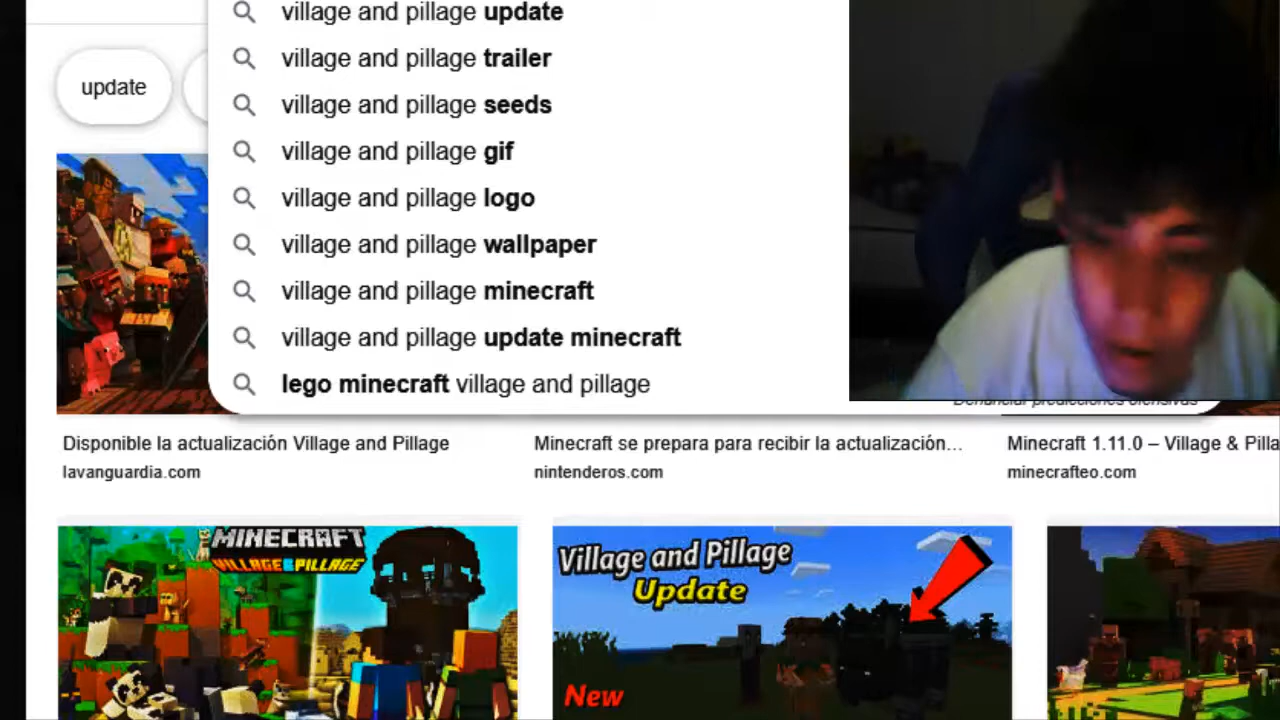 village and pillage update
village and pillage trailer
update
village and pillage seeds
village and pillage gif
village and pillage logo
village and pillage wallpaper
village and pillage minecraft
village and pillage update minecraft
lego minecraft village and pillage
Denunciar predicciones ofensivas
Disponible la actualización Village and Pillage
lavanguardia.com
Minecraft se prepara para recibir la actualización...
nintenderos.com
Minecraft 1.11.0 – Village & Pilla
minecrafteo.com
MINECRAFT
VILLAGE & PILLAGE
Village and Pillage
Update
New